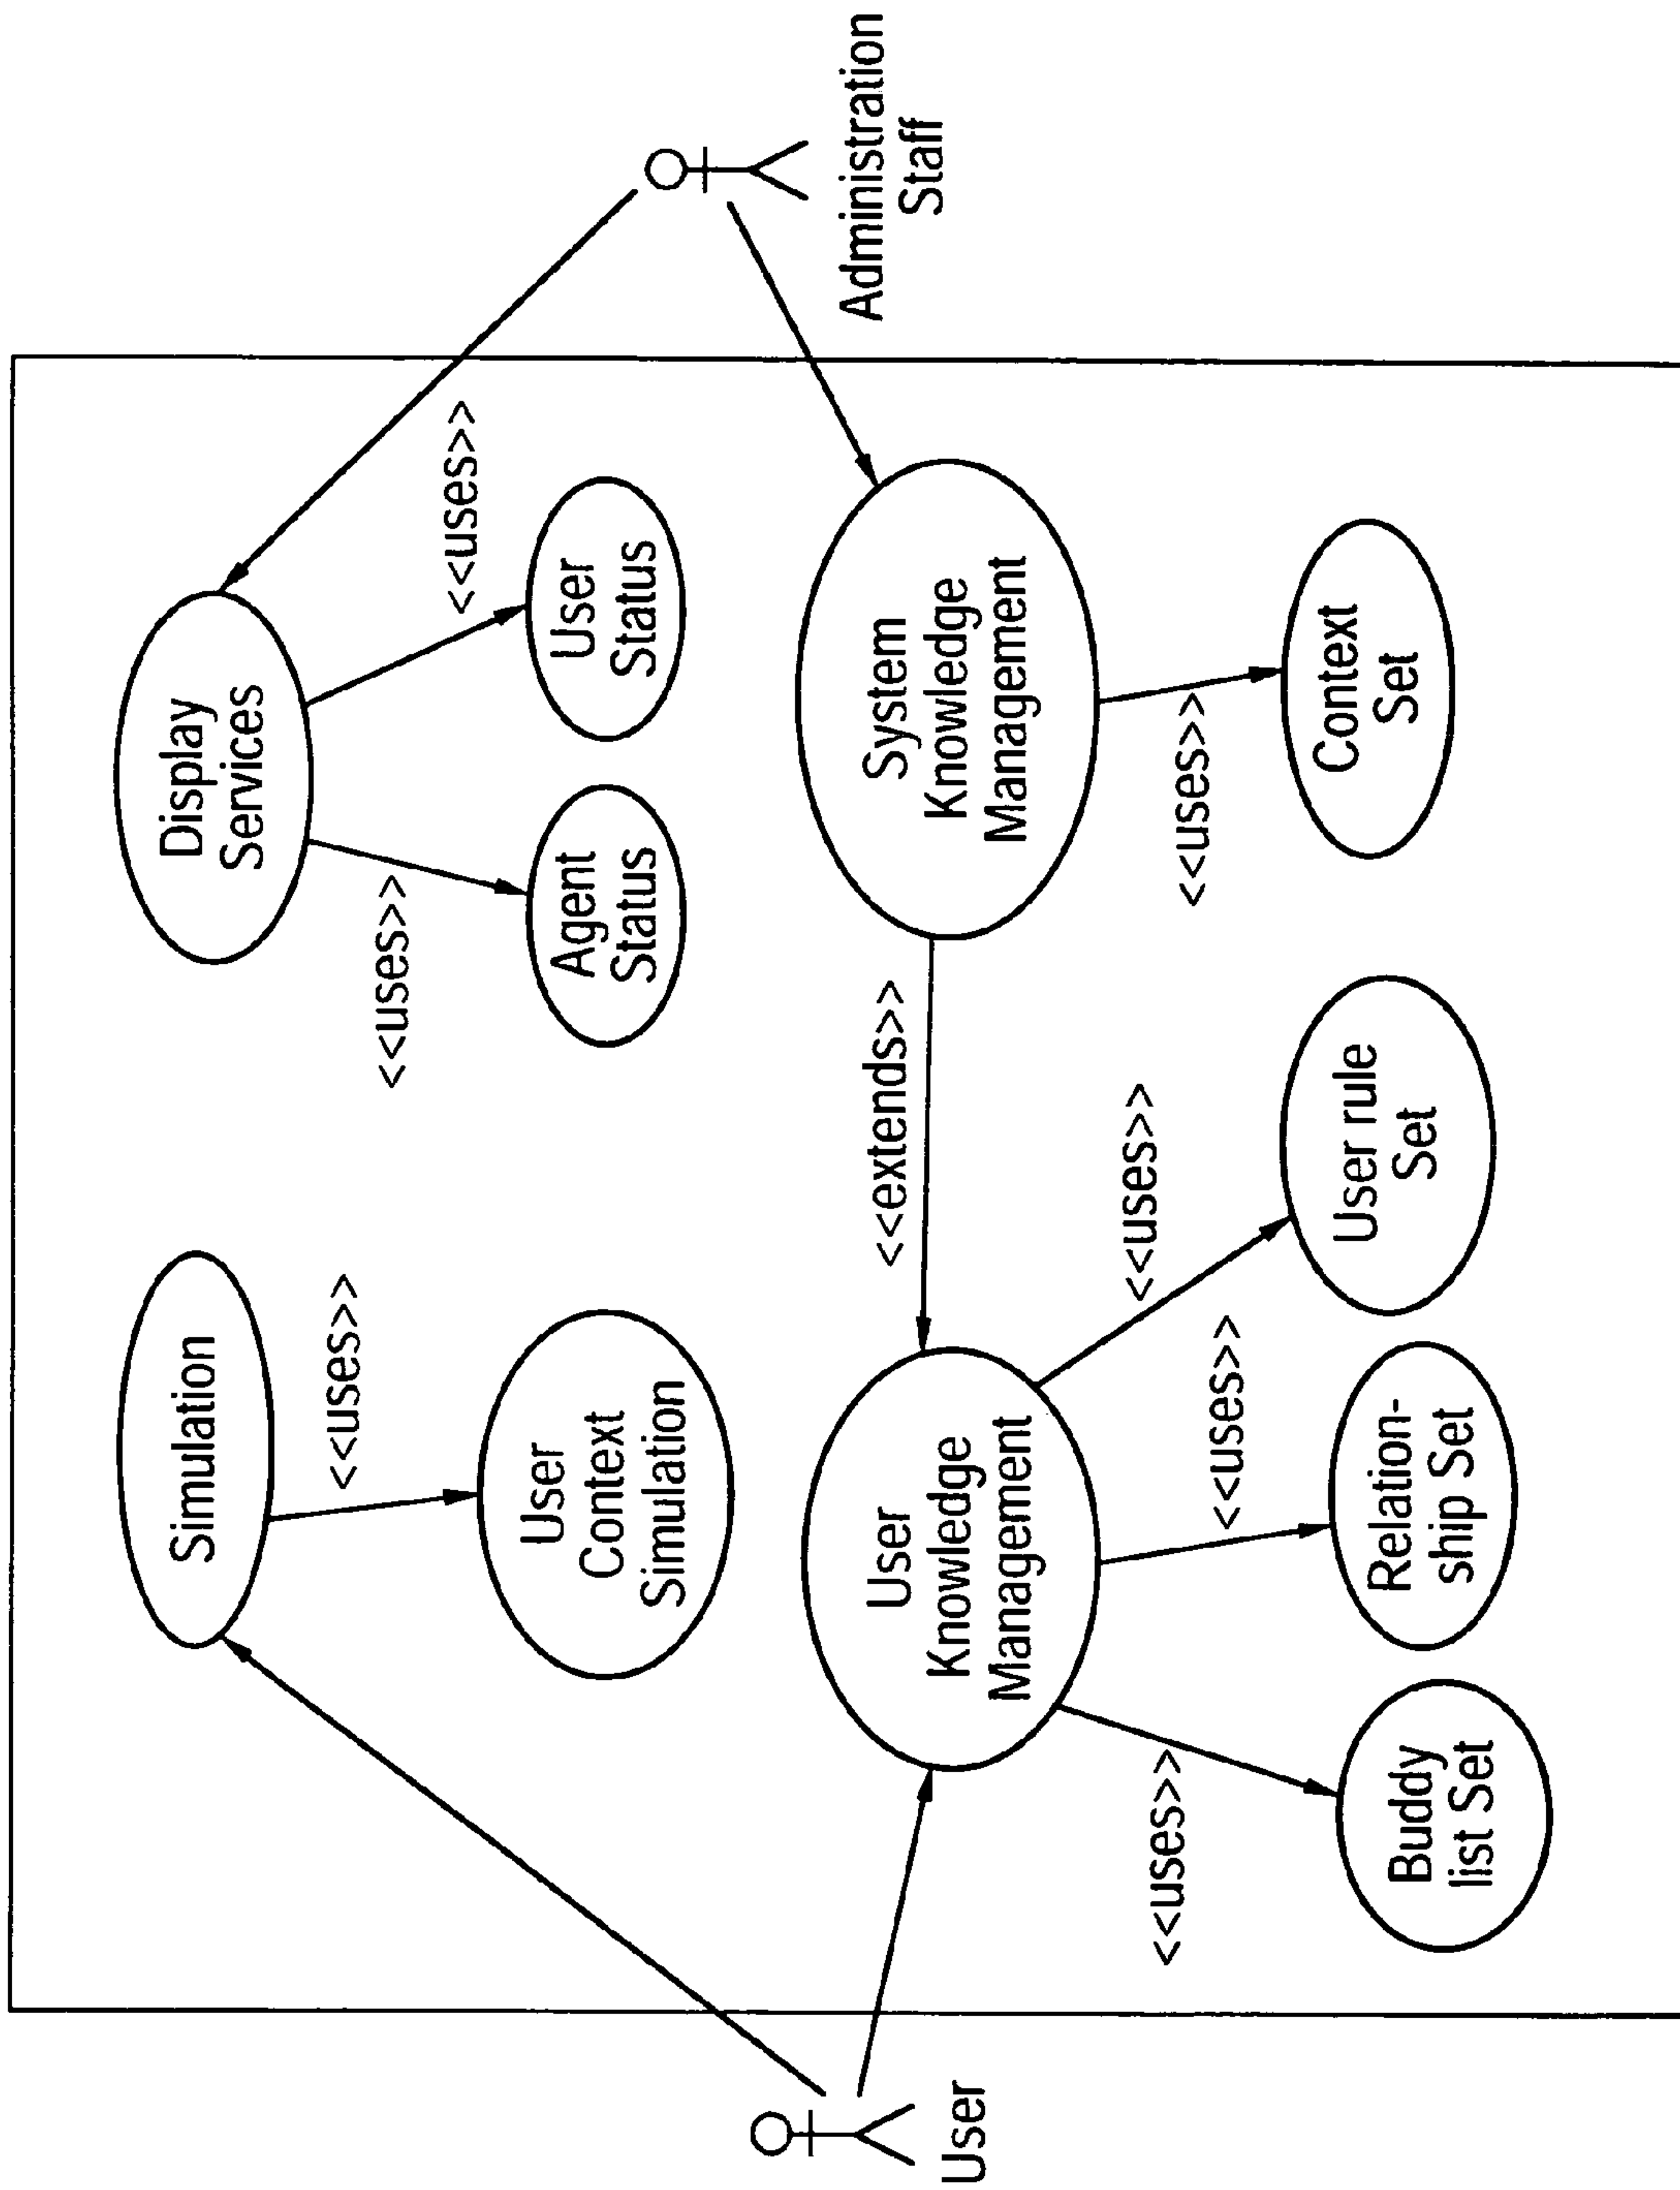 Simulation
<<uses>>
User
Context
Simulation
Display
Services
<<uses>>
<<uses>>
Agent
Status
User
Status
User
Knowledge
Management
<<extends>>
System
Knowledge
Management
<<uses>>
<<uses>>
<<uses>>
<<uses>>
Buddy
list Set
Relation-
ship Set
User rule
Set
Context
Set
User
Administration
Staff